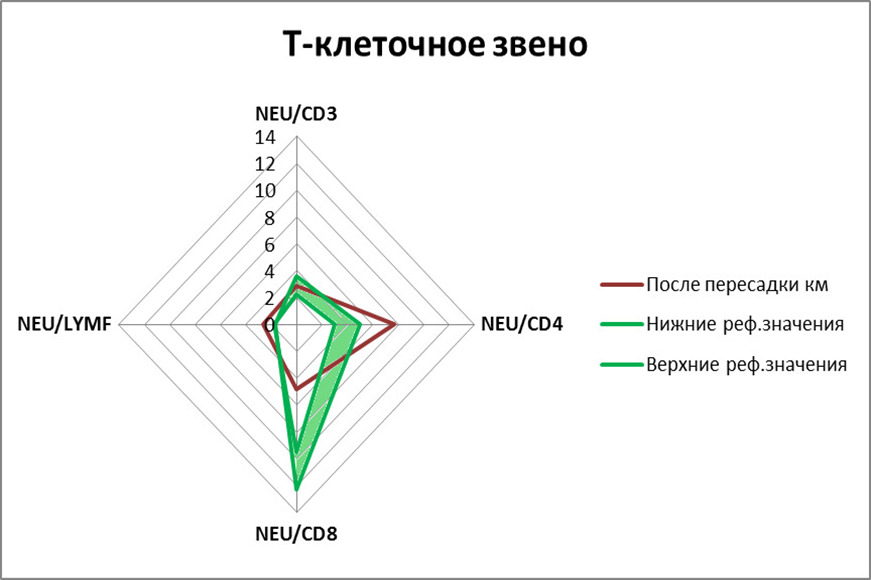 Т-клеточное звено
NEU/CD3
14
12
10
8
6
4
2
0
NEU/LYMF
NEU/CD4
NEU/CD8
После пересадки км
Нижние реф.значения
Верхние реф.значения